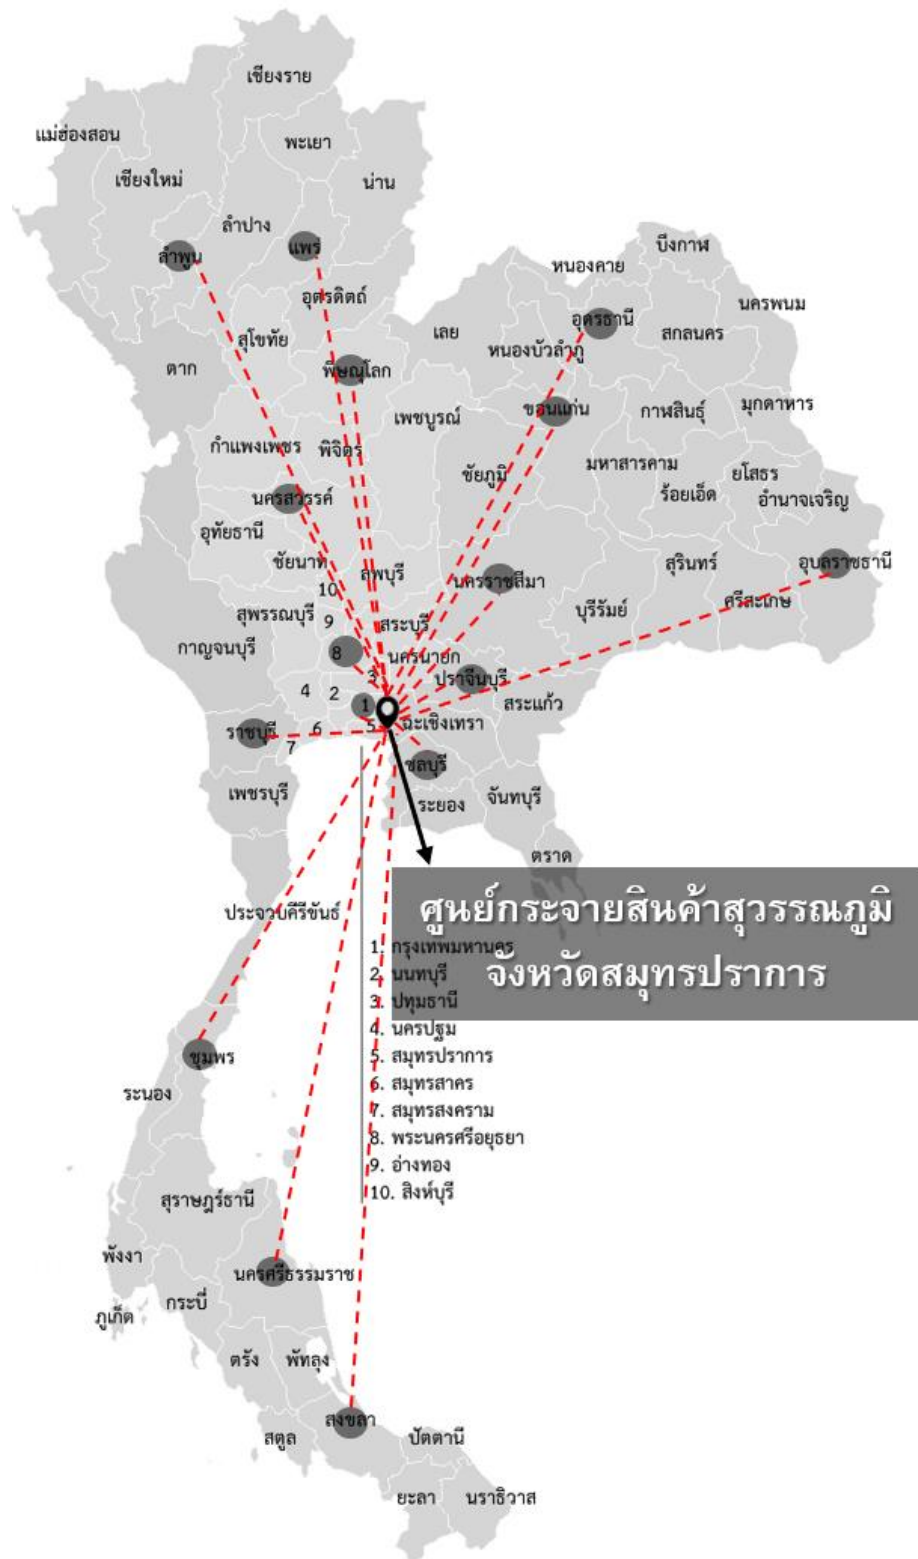 เชียงราย
แม่ฮ่องสอน
พะเยา
เชียงใหม่
น่าน
ลำปาง
ลำพูน
แพร่
บึงกาฬ
หนองคาย
อุตรดิตถ์
นครพนม
อุดรธานี
สุโขทัย
เลย
สกลนคร
หนองบัวลำภู
ตาก
พิษณุโลก
เพชบูรณ์
ขอนแก่น
กาฬสินธุ์
มุกดาหาร
กำแพงเพชร
พิจิตร
ชัยภูมิ
มหาสารคาม
ยโสธร
นครสวรรค์
ร้อยเอ็ด
อำนาจเจริญ
อุทัยธานี
ชัยนาท
ลพบุรี
นครราชสีมา
สุรินทร์
อุบลราชธานี
10
สุพรรณบุรี
9
สระบุรี
บุรีรัมย์
ศรีสะเกษ
กาญจนบุรี
8
นครนายก
3
ปราจีนบุรี
4
2
1
สระแก้ว
ราชบุรี
6
5
ฉะเชิงเทรา
7
ชลบุรี
เพชรบุรี
ระยอง
จันทบุรี
ตราด
ประจวบคีรีขันธ์
ศูนย์กระจายสินค้าสุวรรณภูมิ
จังหวัดสมุทรปราการ
1. กรุงเทพมหานคร
2. นนทบุรี
3. ปทุมธานี
4. นครปฐม
5. สมุทรปราการ
6. สมุทรสาคร
7. สมุทรสงคราม
8. พระนครศรีอยุธยา
9. อ่างทอง
10. สิงห์บุรี
ชุมพร
ระนอง
สุราษฎร์ธานี
พังงา
นครศรีธรรมราช
ภูเก็ต
กระบี่
ตรัง
พัทลุง
สงขลา
สตูล
ปัตตานี
ยะลา
นราธิวาส